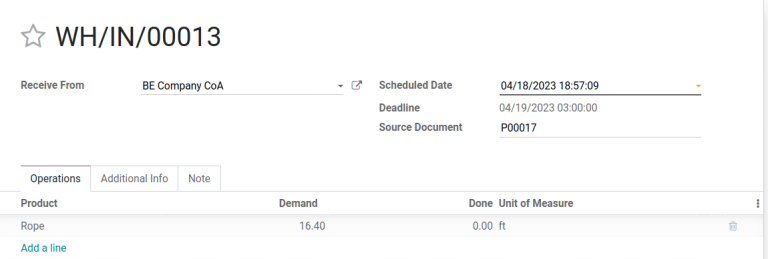 WH/IN/00013
Receive From BE Company CoA Scheduled Date 04/18/2023 18:57:09
Deadline 04/19/2023 03:00:00
Source Document P00017
Operations Additional Info Note
Product Demand Done Unit of Measure
Rope 16.40 0.00 ft
Add a line